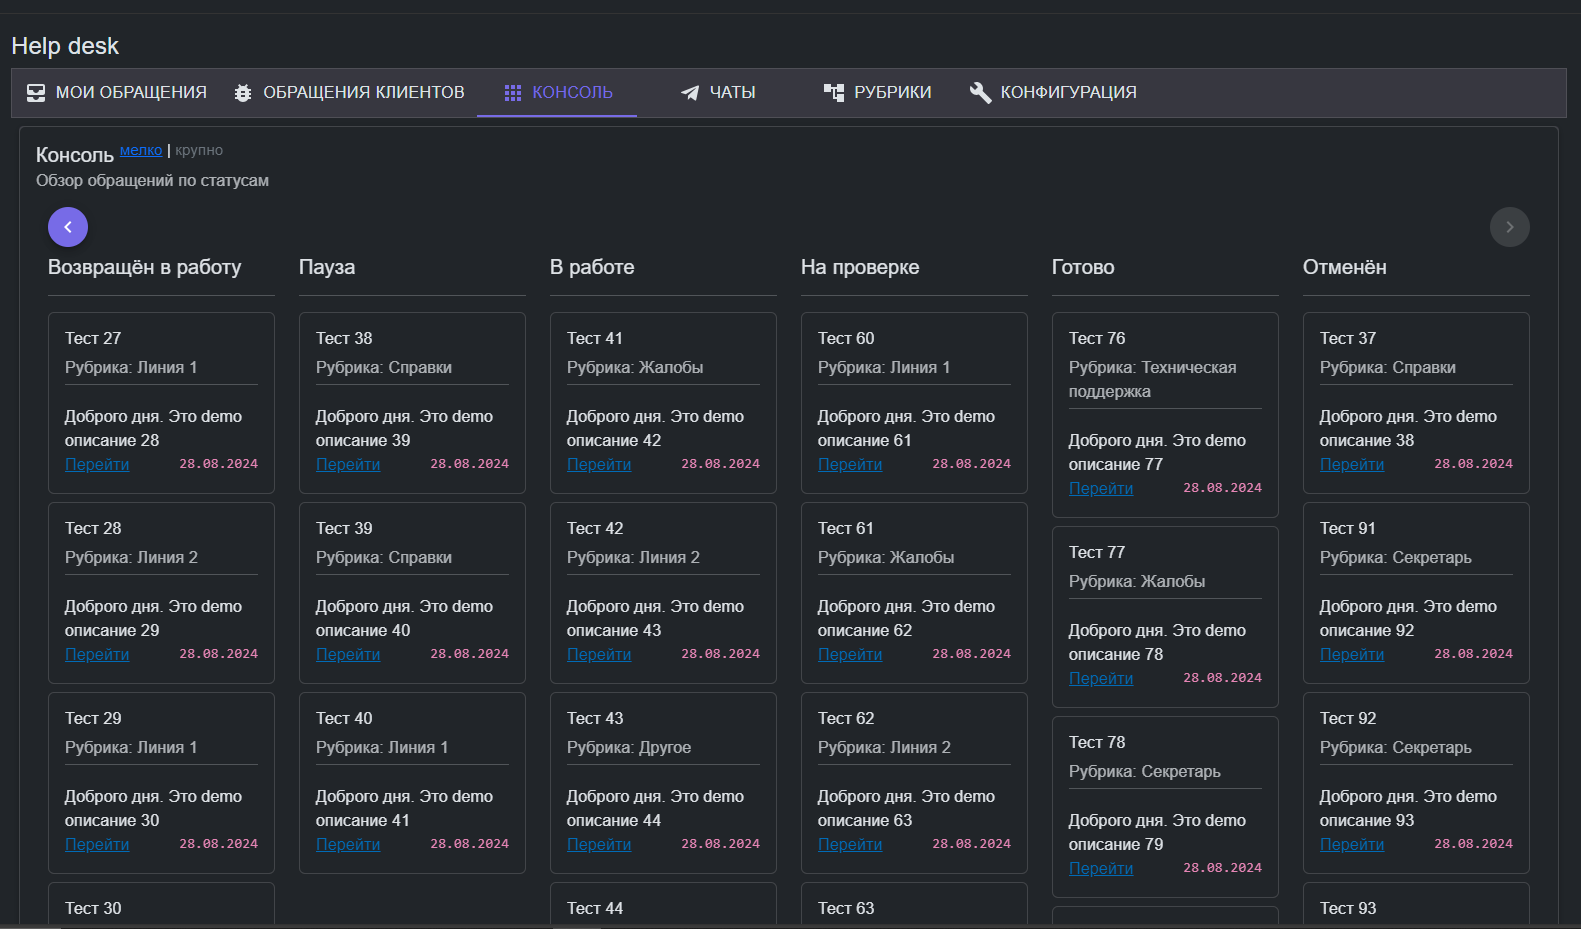 Help desk
МОИ ОБРАЩЕНИЯ
ОБРАЩЕНИЯ КЛИЕНТОВ
КОНСОЛЬ
ЧАТЫ
РУБРИКИ
КОНФИГУРАЦИЯ
Консоль мелко | крупно
Обзор обращений по статусам
Возвращён в работу
Тест 27
Рубрика: Линия 1
Доброго дня. Это demo
описание 28
Перейти 28.08.2024
Тест 28
Рубрика: Линия 2
Доброго дня. Это demo
описание 29
Перейти 28.08.2024
Тест 29
Рубрика: Линия 1
Доброго дня. Это demo
описание 30
Перейти 28.08.2024
Тест 30
Пауза
Тест 38
Рубрика: Справки
Доброго дня. Это demo
описание 39
Перейти 28.08.2024
Тест 39
Рубрика: Справки
Доброго дня. Это demo
описание 40
Перейти 28.08.2024
Тест 40
Рубрика: Линия 1
Доброго дня. Это demo
описание 41
Перейти 28.08.2024
В работе
Тест 41
Рубрика: Жалобы
Доброго дня. Это demo
описание 42
Перейти 28.08.2024
Тест 42
Рубрика: Линия 2
Доброго дня. Это demo
описание 43
Перейти 28.08.2024
Тест 43
Рубрика: Другое
Доброго дня. Это demo
описание 44
Перейти 28.08.2024
Тест 44
На проверке
Тест 60
Рубрика: Линия 1
Доброго дня. Это demo
описание 61
Перейти 28.08.2024
Тест 61
Рубрика: Жалобы
Доброго дня. Это demo
описание 62
Перейти 28.08.2024
Тест 62
Рубрика: Линия 2
Доброго дня. Это demo
описание 63
Перейти 28.08.2024
Тест 63
Готово
Тест 76
Рубрика: Техническая
поддержка
Доброго дня. Это demo
описание 77
Перейти 28.08.2024
Тест 77
Рубрика: Жалобы
Доброго дня. Это demo
описание 78
Перейти 28.08.2024
Тест 78
Рубрика: Секретарь
Доброго дня. Это demo
описание 79
Перейти 28.08.2024
Отменён
Тест 37
Рубрика: Справки
Доброго дня. Это demo
описание 38
Перейти 28.08.2024
Тест 91
Рубрика: Секретарь
Доброго дня. Это demo
описание 92
Перейти 28.08.2024
Тест 92
Рубрика: Секретарь
Доброго дня. Это demo
описание 93
Перейти 28.08.2024
Тест 93